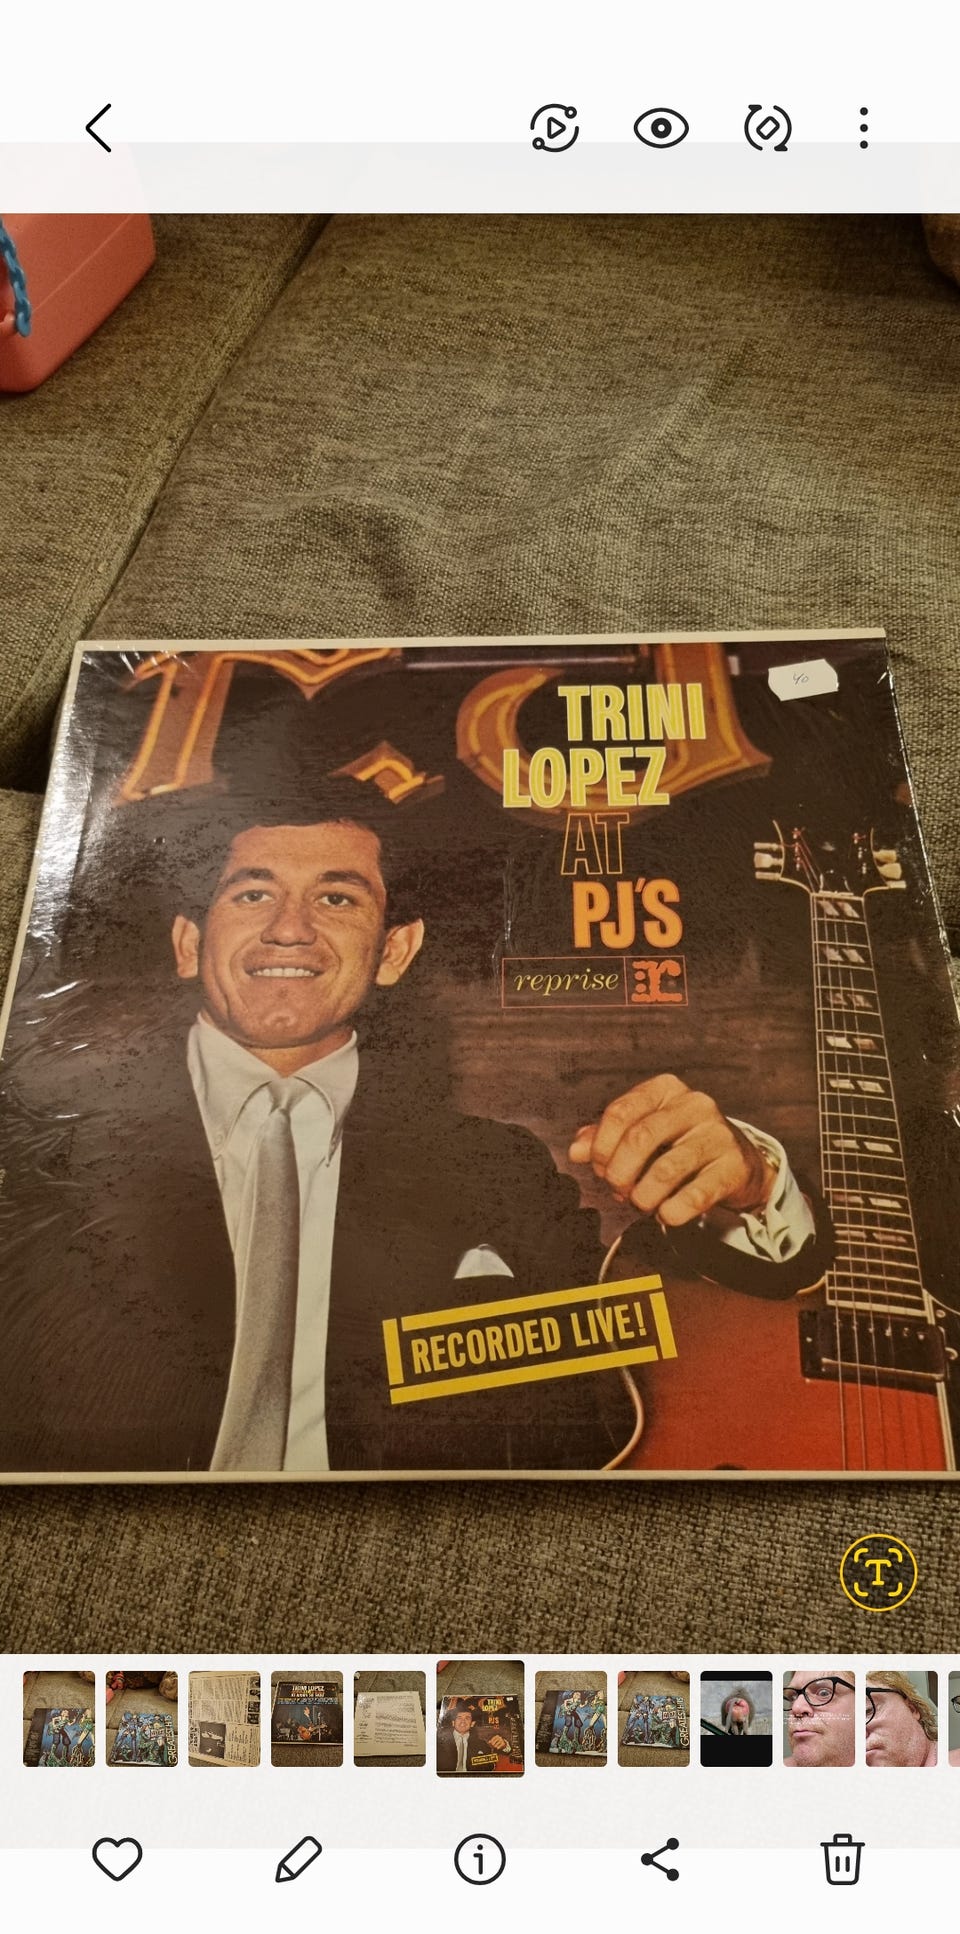 P.J
TRINI
LOPEZ
AT
PJ'S
reprise r
RECORDED LIVE!
T